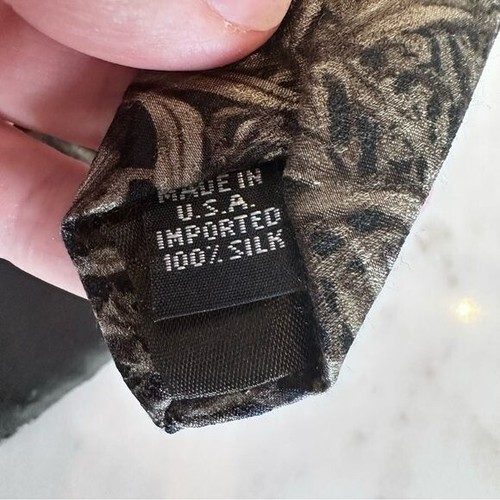 MADE IN
U.S.A.
IMPORTED
100% SILK